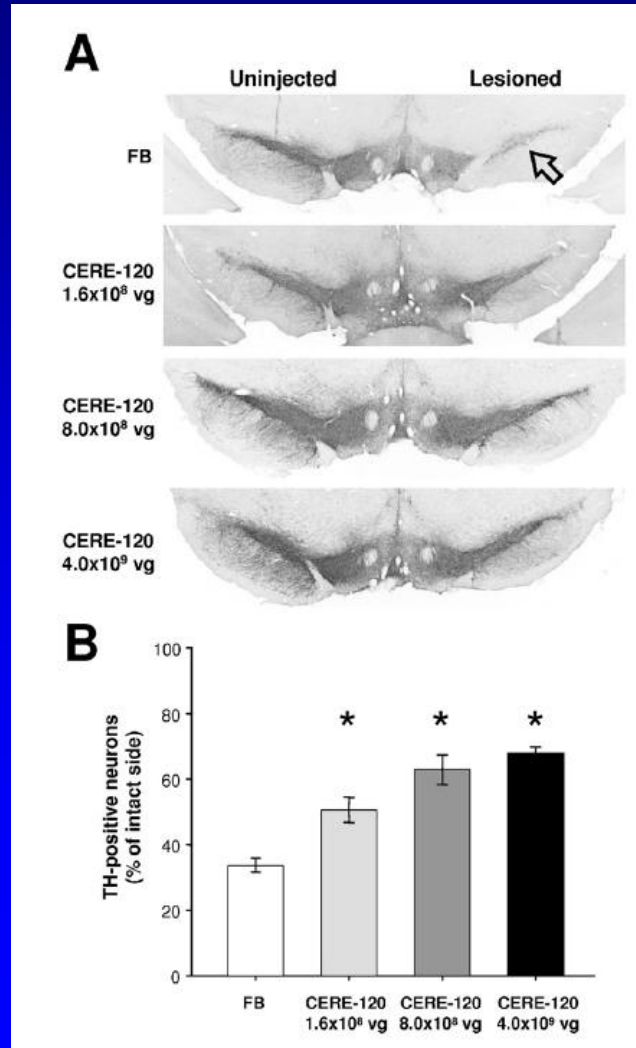 A
Uninjected Lesioned
FB
CERE-120
1.6x10⁸ vg
CERE-120
8.0x10⁸ vg
CERE-120
4.0x10⁹ vg
B
TH-positive neurons
(% of intact side)
100
80
60
40
20
0
* * *
FB CERE-120 CERE-120 CERE-120
1.6x10⁸ vg 8.0x10⁸ vg 4.0x10⁹ vg